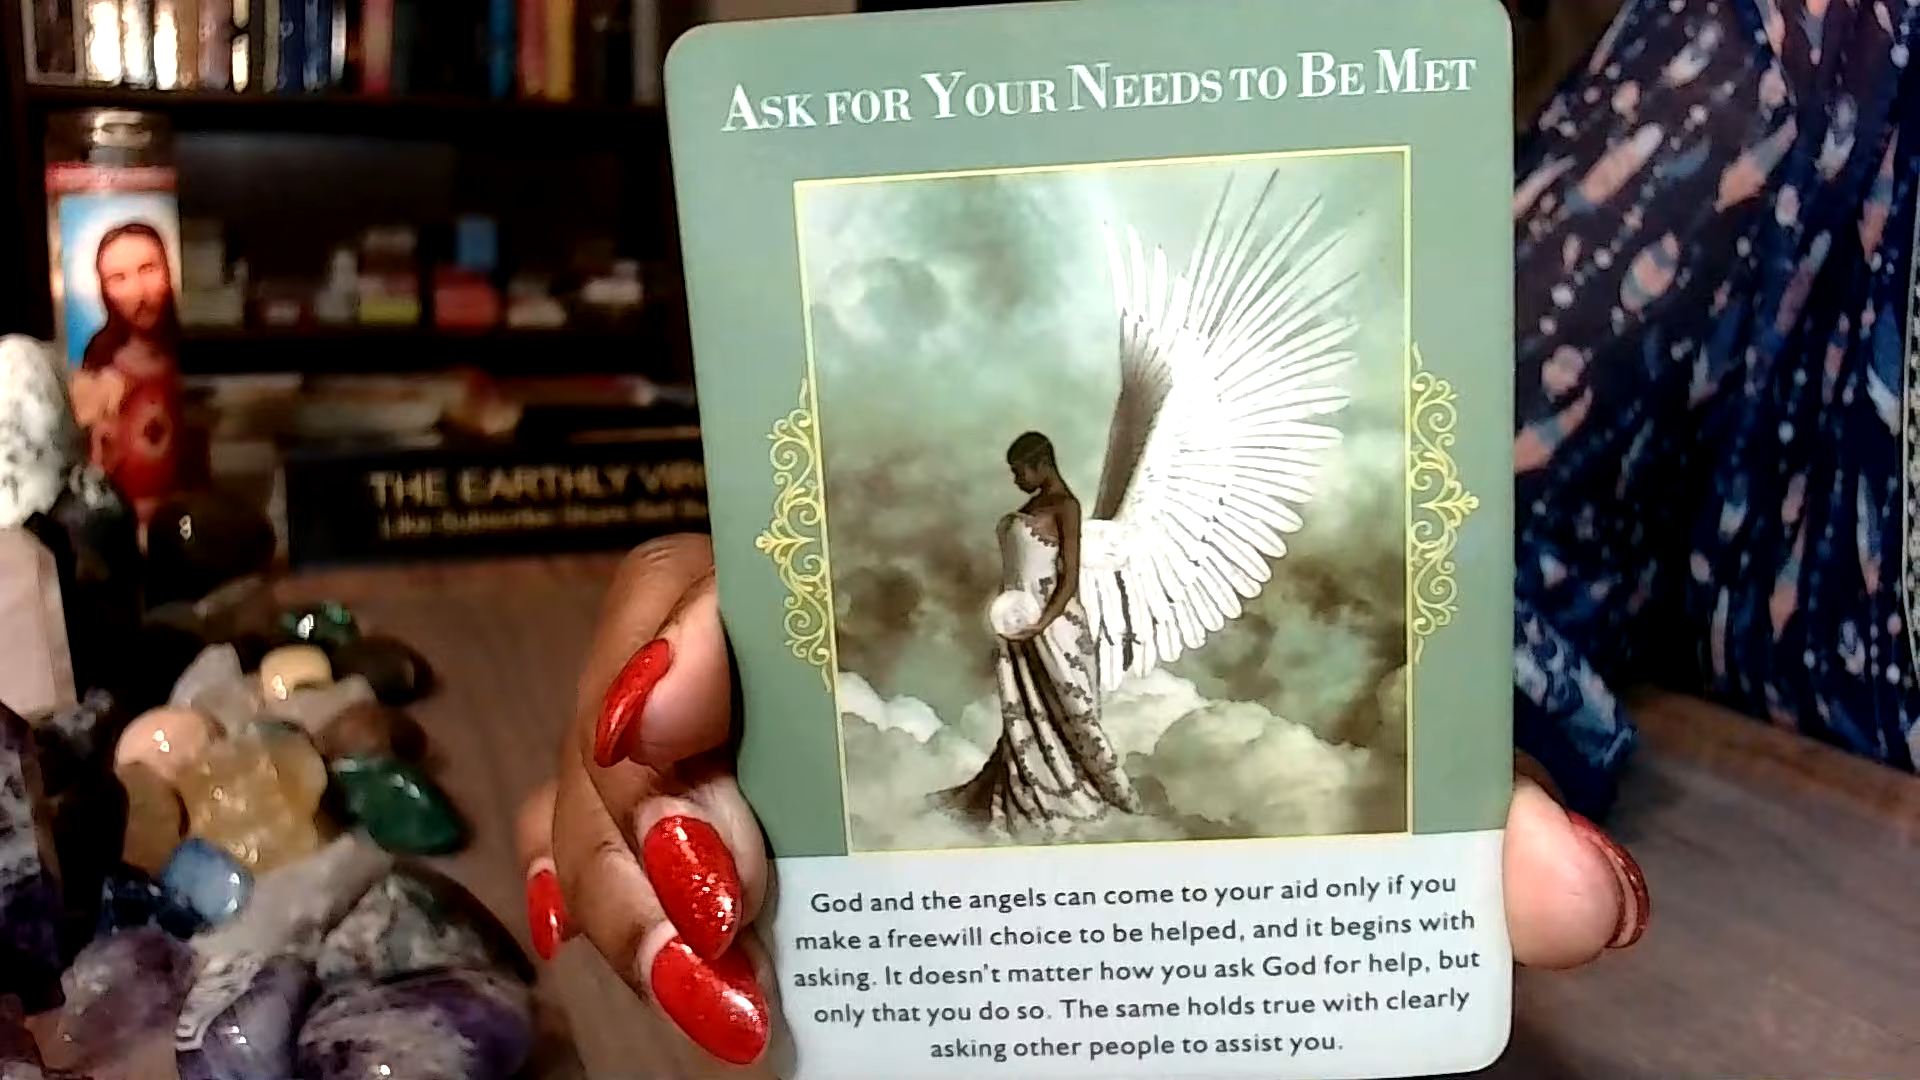 ASK FOR YOUR NEEDS TO BE MET
THE EARTHLY
God and the angels can come to your aid only if you
make a freewill choice to be helped, and it begins with
asking. It doesn't matter how you ask God for help, but
only that you do so. The same holds true with clearly
asking other people to assist you.